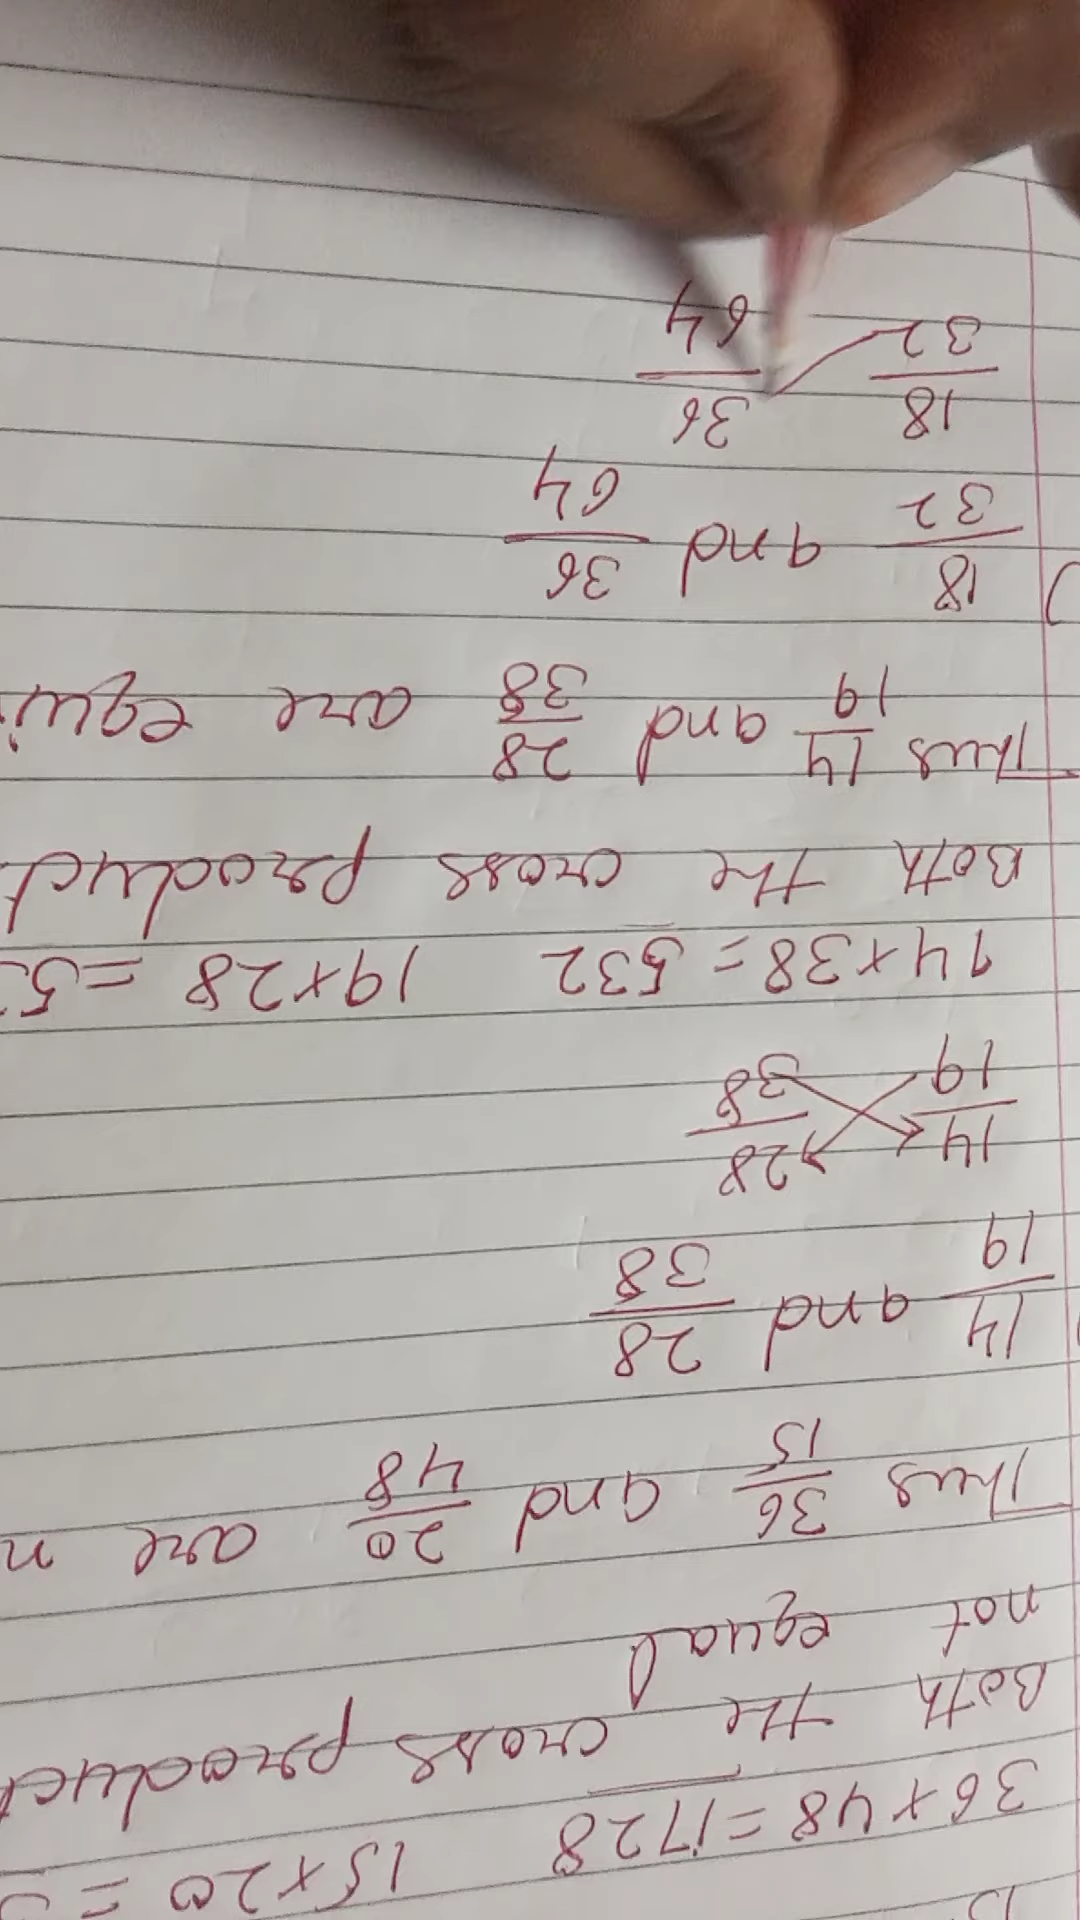 36×48=1728 15×20=
Both the cross product
not equal
Thus 36/15 and 20/48 are n
14/19 and 28/38
14/19 28/38
14×38=532 19×28=5
Both the cross product
Thus 14/19 and 28/38 are equi
18/32 and 36/64
18/32 36/64